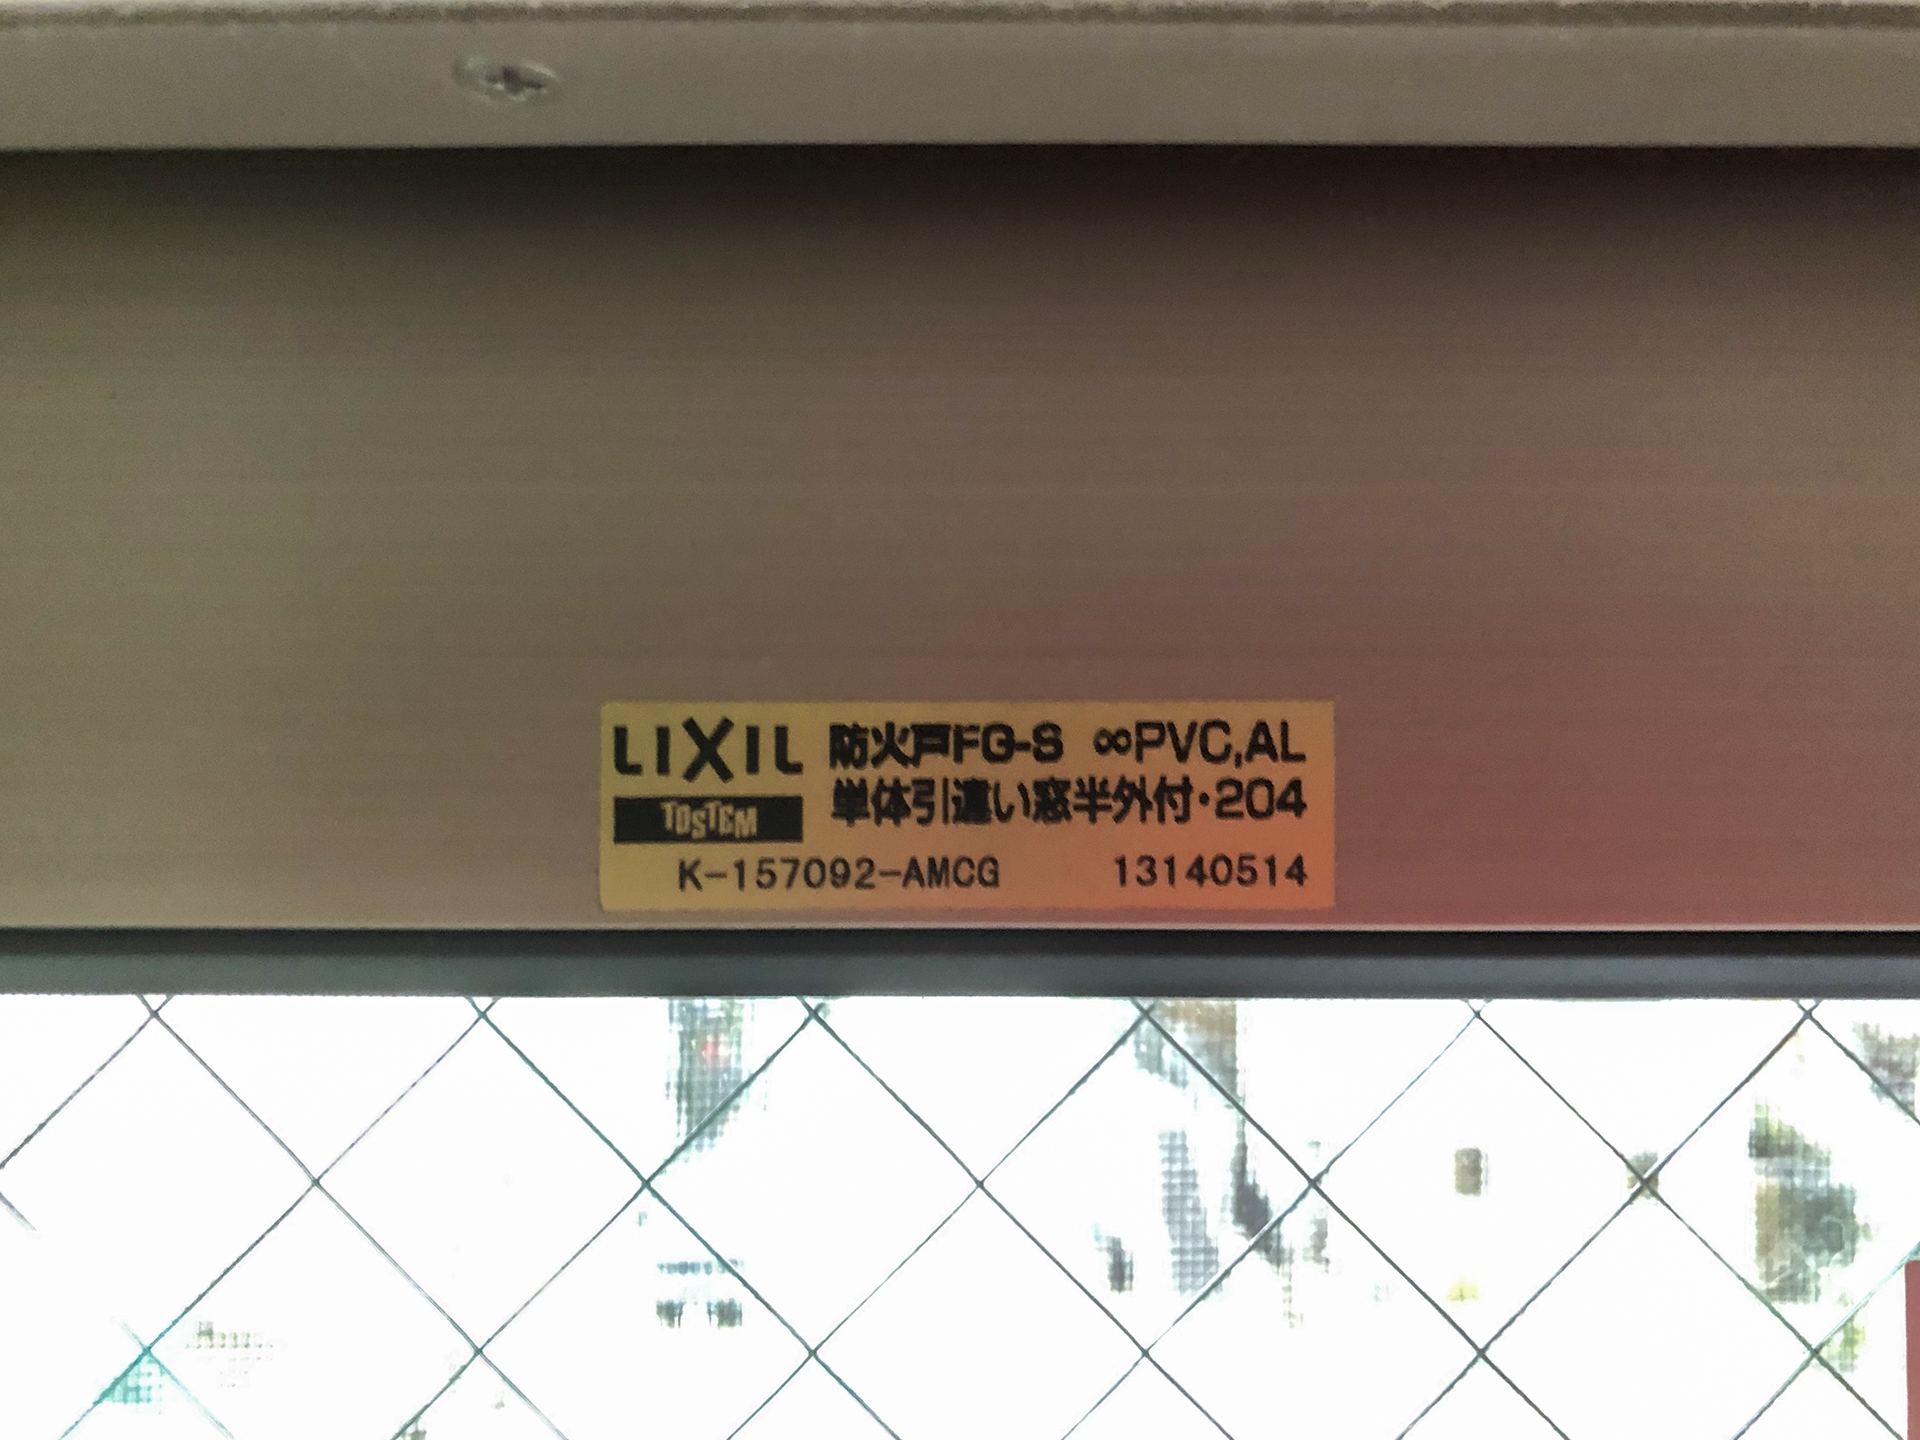 LIXIL 防火戸FG-S ∞PVC,AL
TOSTEM 単体引違い窓半外付・204
K-157092-AMCG 13140514